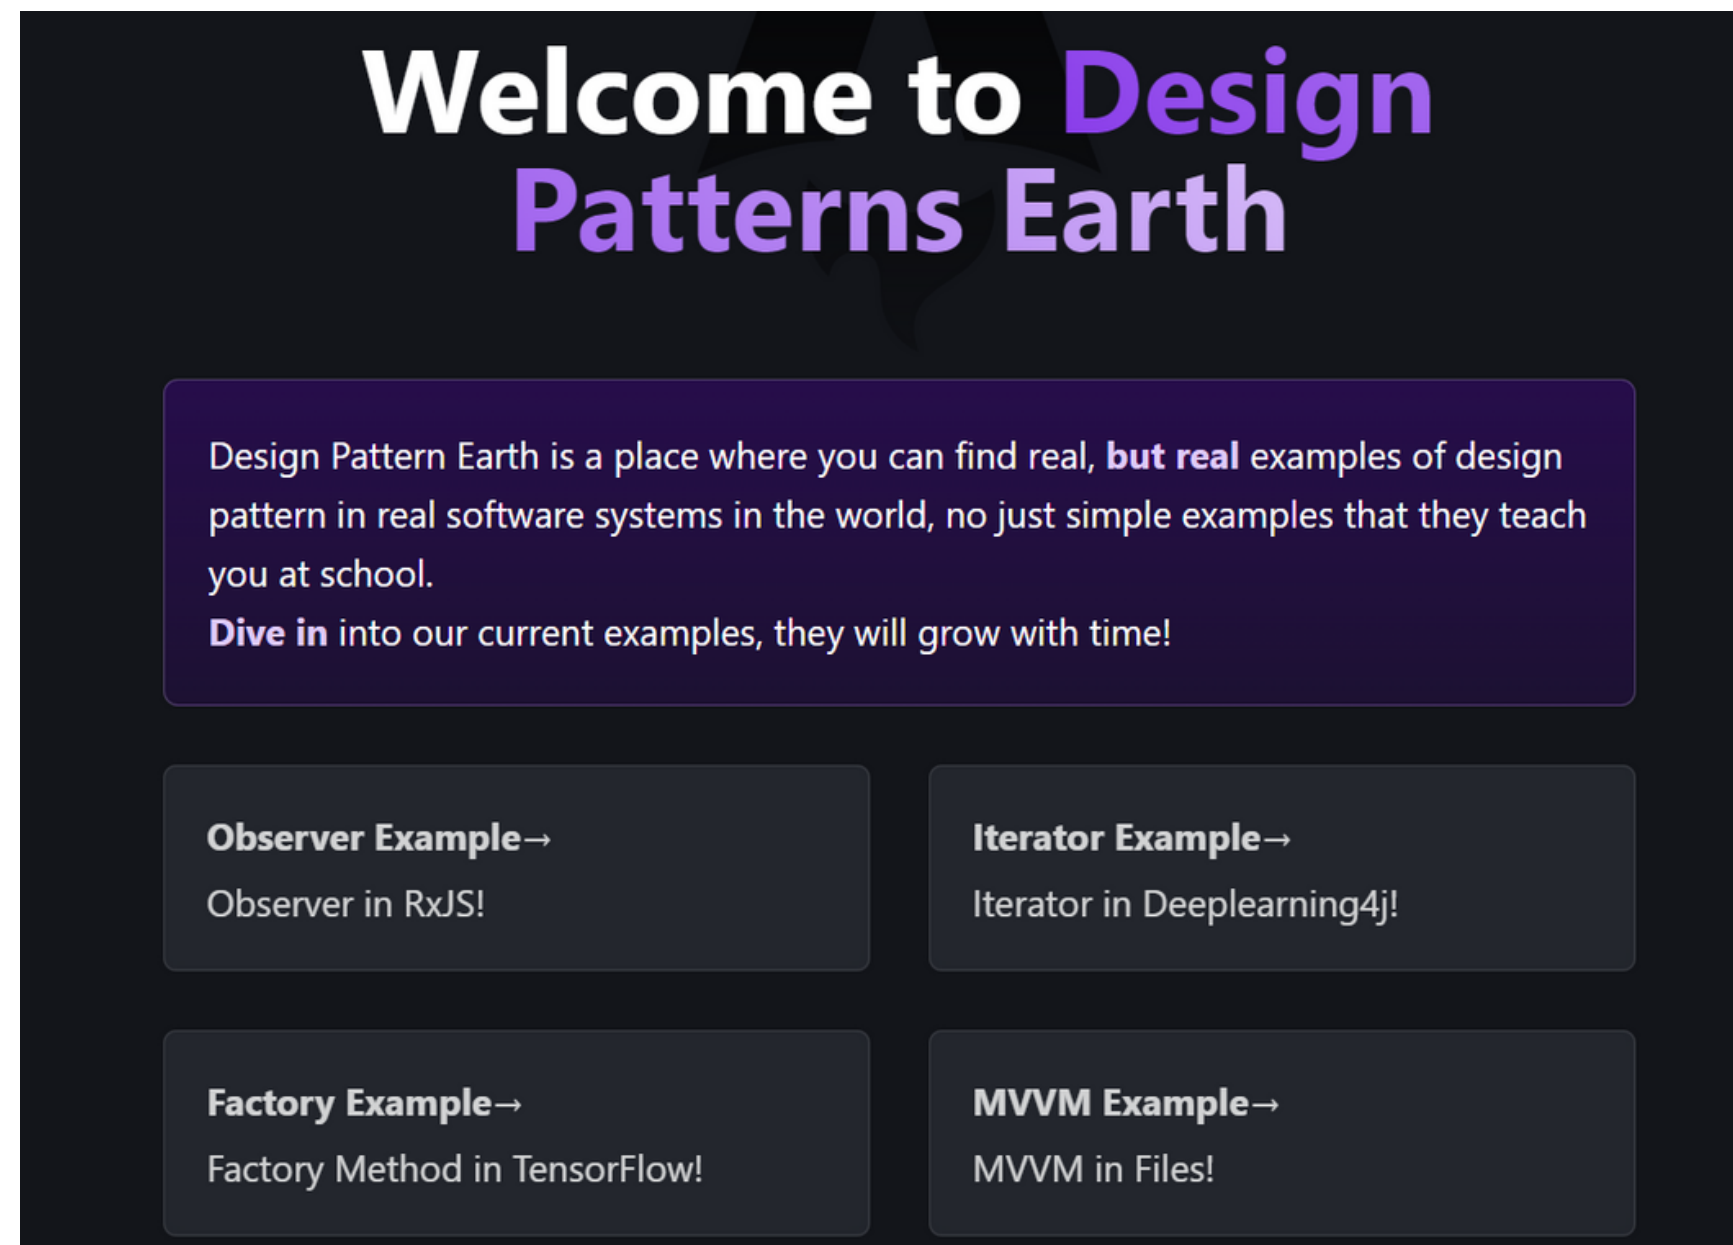 Welcome to Design
Patterns Earth
Design Pattern Earth is a place where you can find real, but real examples of design
pattern in real software systems in the world, no just simple examples that they teach
you at school.
Dive in into our current examples, they will grow with time!
Observer Example→
Observer in RxJS!
Iterator Example→
Iterator in Deeplearning4j!
Factory Example→
Factory Method in TensorFlow!
MVVM Example→
MVVM in Files!